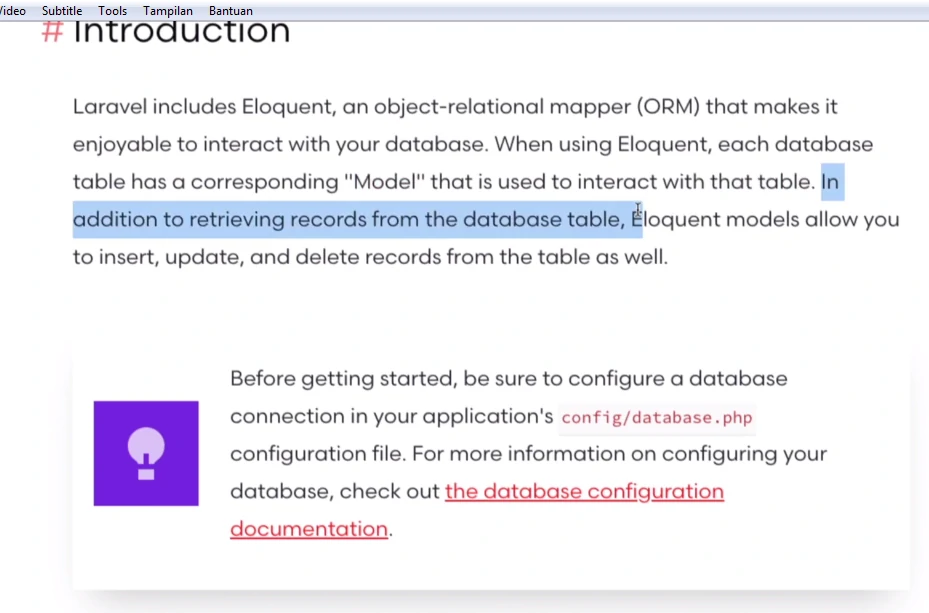 Video Subtitle Tools Tampilan Bantuan
# Introduction
Laravel includes Eloquent, an object-relational mapper (ORM) that makes it
enjoyable to interact with your database. When using Eloquent, each database
table has a corresponding "Model" that is used to interact with that table. In
addition to retrieving records from the database table, Eloquent models allow you
to insert, update, and delete records from the table as well.
Before getting started, be sure to configure a database
connection in your application's config/database.php
configuration file. For more information on configuring your
database, check out the database configuration
documentation.